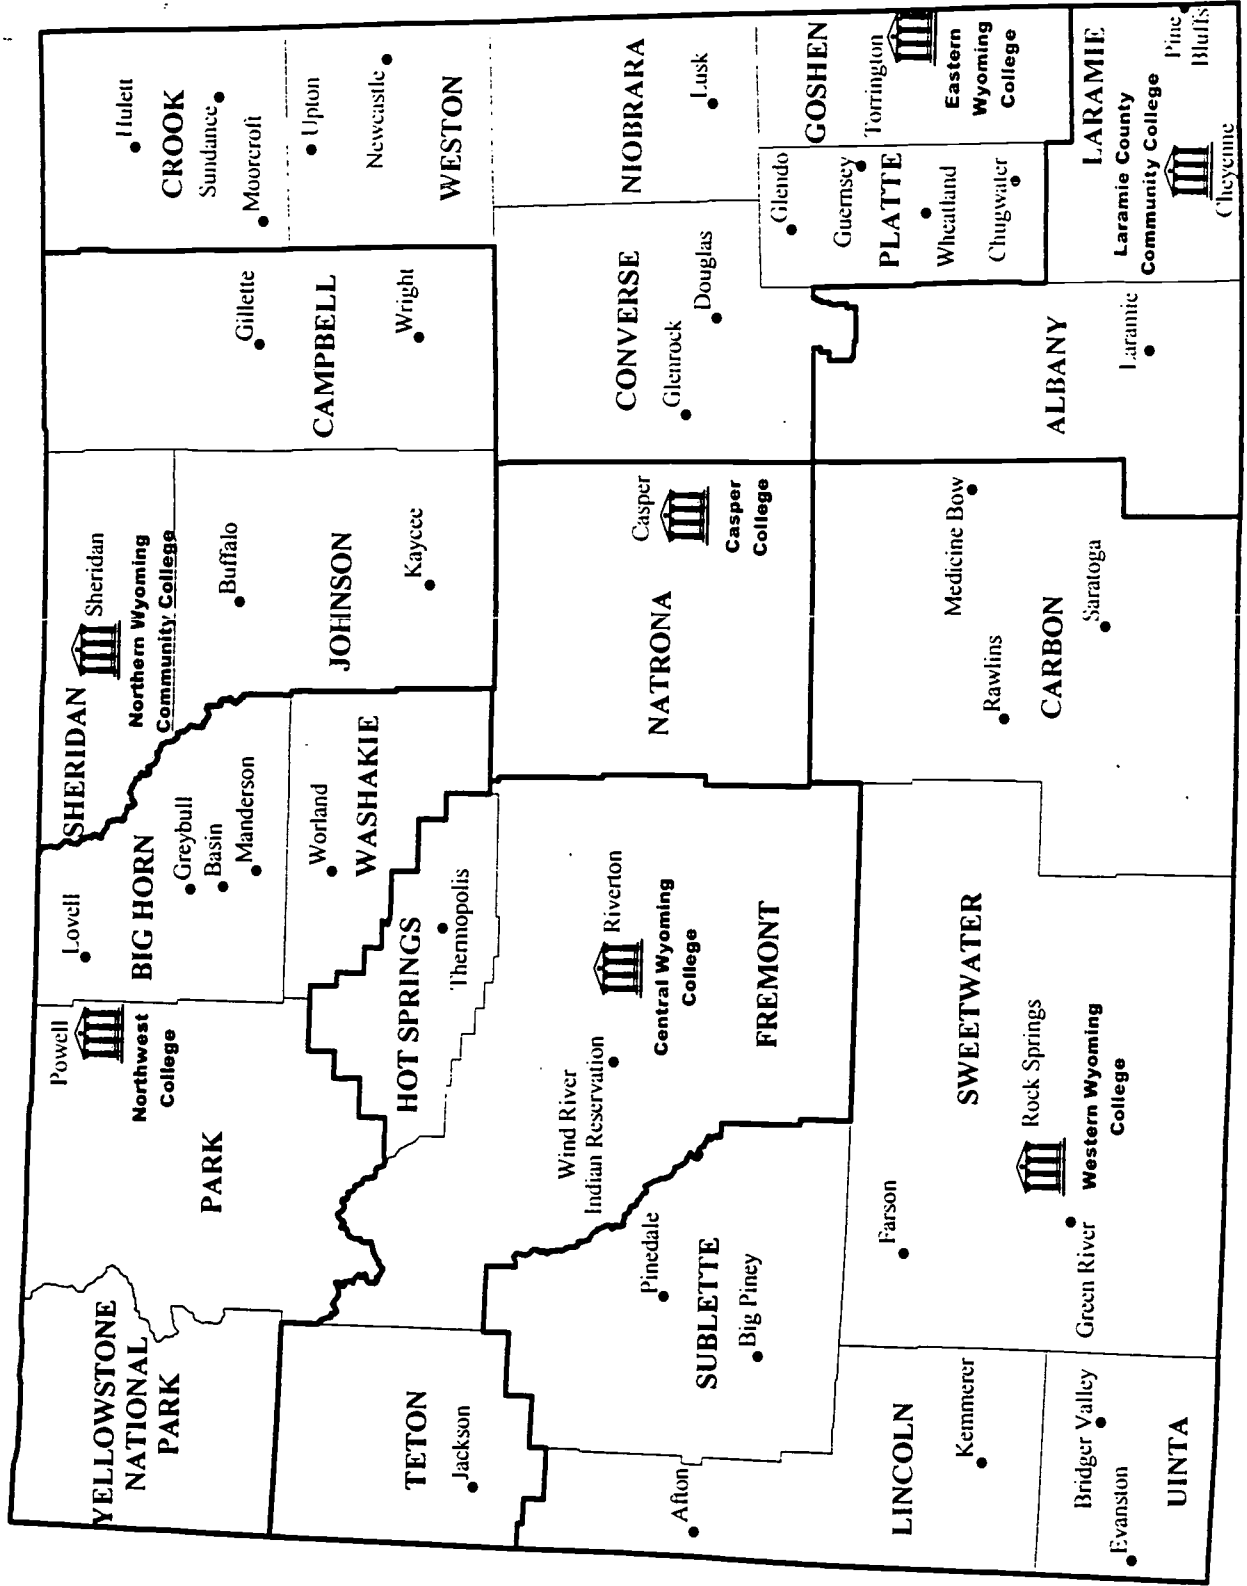 YELLOWSTONE
NATIONAL
PARK
PARK
Powell
Northwest
College
Lovell
BIG HORN
Greybull
Basin
Manderson
SHERIDAN
Sheridan
Northern Wyoming
Community College
Buffalo
JOHNSON
Kaycee
Gillette
CAMPBELL
Wright
Hulett
CROOK
Sundance
Moorcroft
Upton
Newcastle
WESTON
TETON
Jackson
HOT SPRINGS
Thermopolis
Worland
WASHAKIE
Wind River
Indian Reservation
Riverton
Central Wyoming
College
FREMONT
Casper
NATRONA
Casper
College
CONVERSE
Glenrock
Douglas
NIOBRARA
Lusk
Pinedale
SUBLETTE
Big Piney
Afton
LINCOLN
Kemmerer
Bridger Valley
Evanston
UINTA
Farson
SWEETWATER
Rock Springs
Western Wyoming
College
Green River
Medicine Bow
Rawlins
CARBON
Saratoga
ALBANY
Laramie
Glendo
Guernsey
PLATTE
Wheatland
Chugwater
GOSHEN
Torrington
Eastern
Wyoming
College
LARAMIE
Laramie County
Community College
Cheyenne
Pine
Bluffs